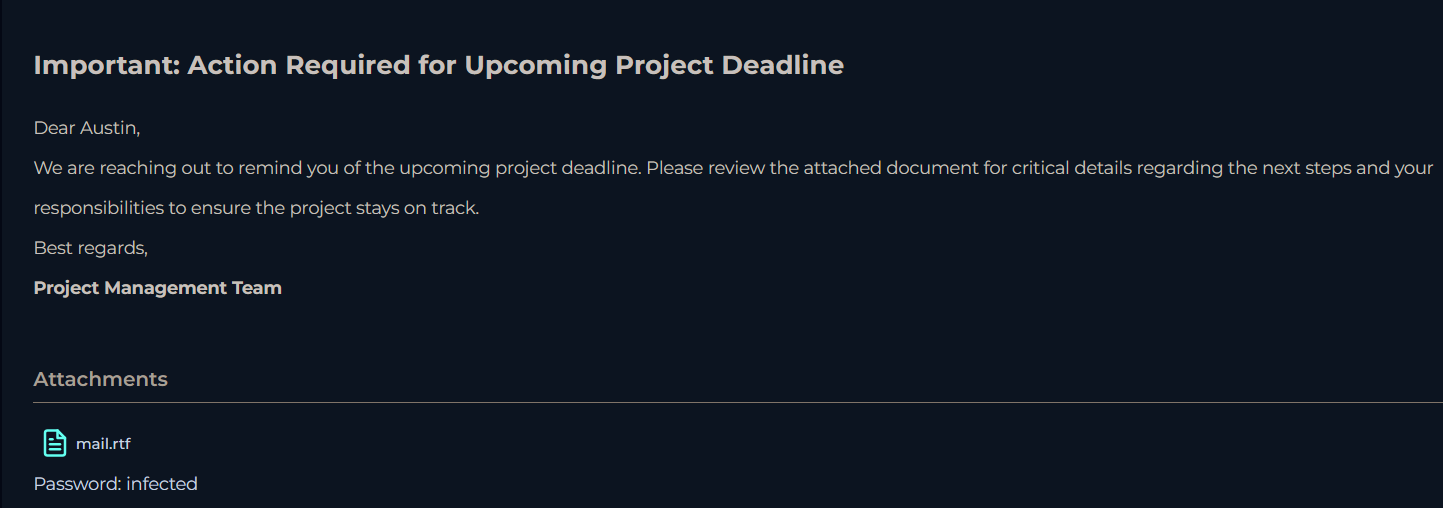 Important: Action Required for Upcoming Project Deadline
Dear Austin,
We are reaching out to remind you of the upcoming project deadline. Please review the attached document for critical details regarding the next steps and your
responsibilities to ensure the project stays on track.
Best regards,
Project Management Team
Attachments
mail.rtf
Password: infected